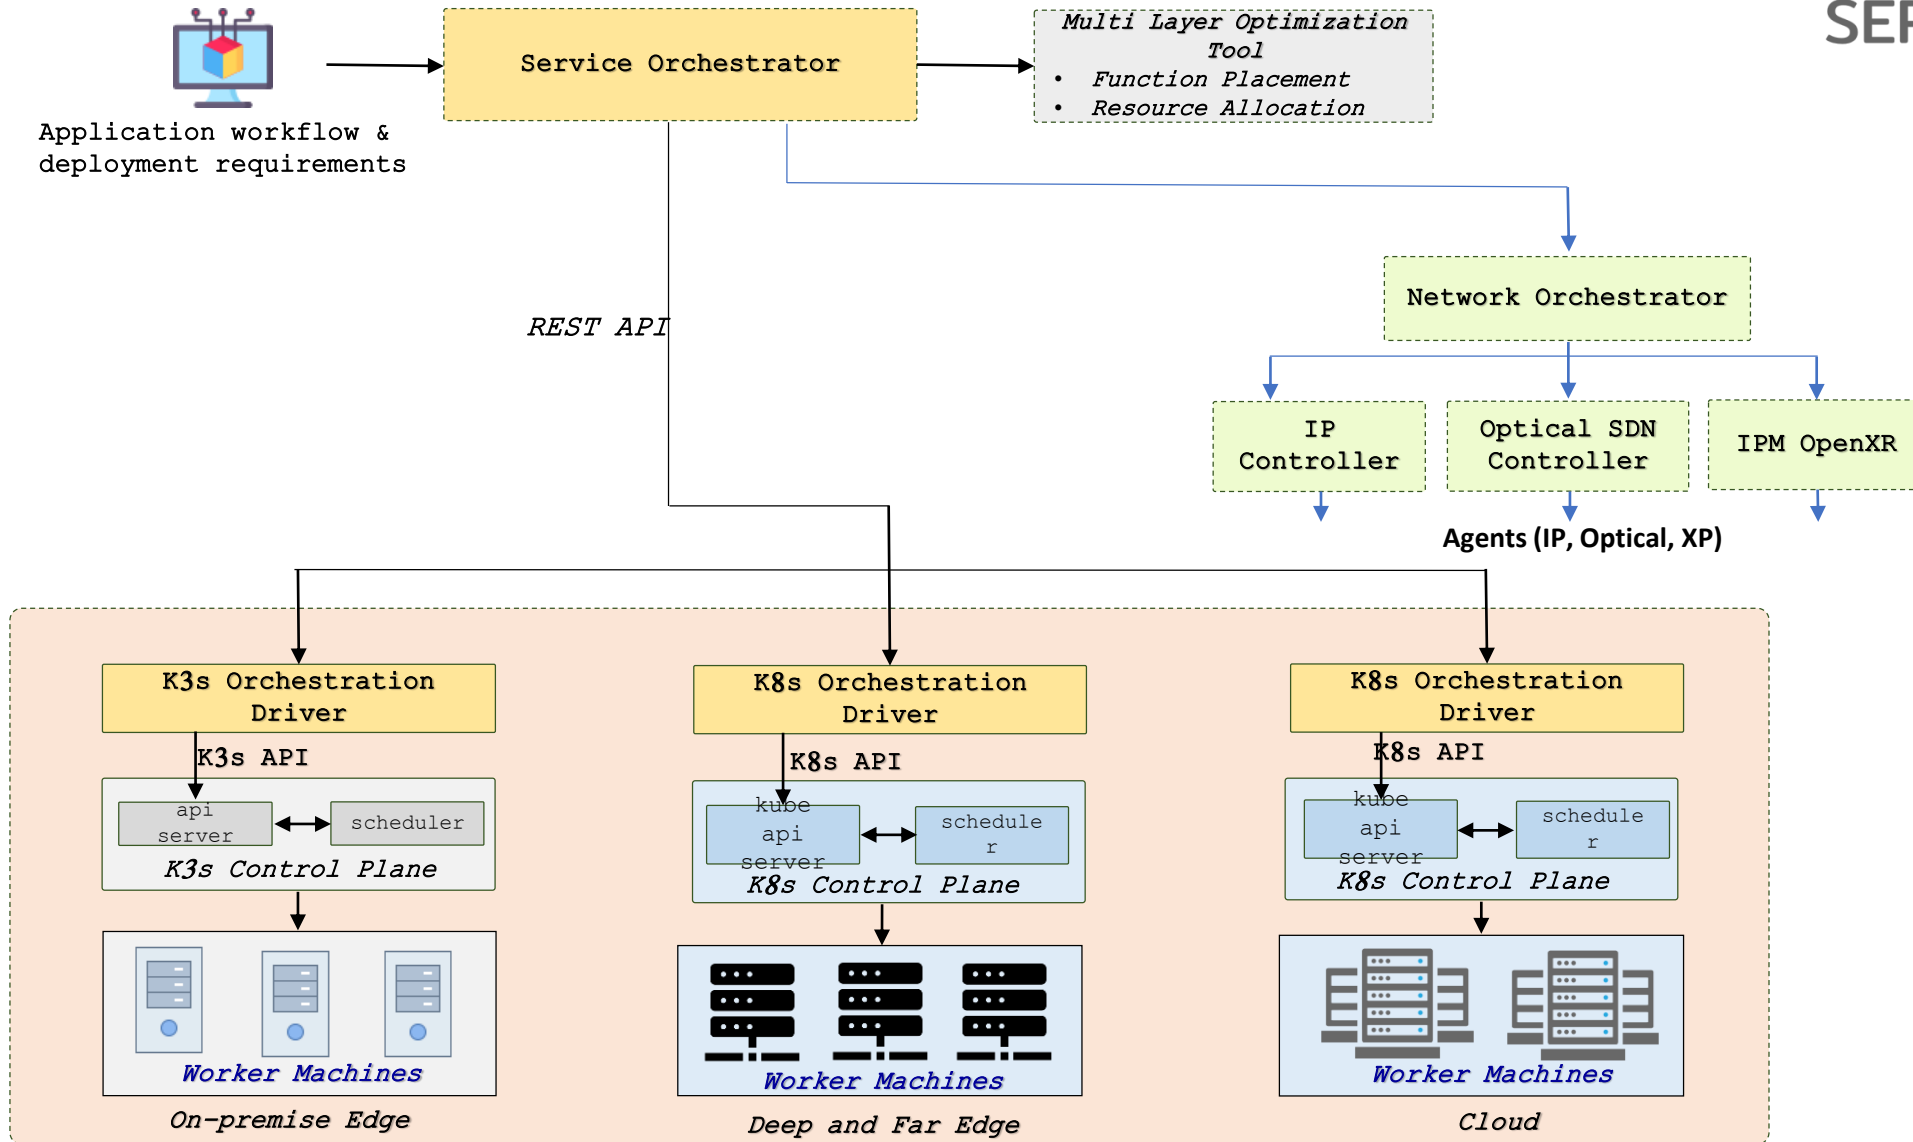 SER
Multi Layer Optimization
Tool
• Function Placement
• Resource Allocation
Service Orchestrator
Application workflow &
deployment requirements
Network Orchestrator
REST API
IP
Controller
Optical SDN
Controller
IPM OpenXR
Agents (IP, Optical, XP)
K3s Orchestration
Driver
K8s Orchestration
Driver
K8s Orchestration
Driver
K3s API
K8s API
K8s API
api
server
scheduler
K3s Control Plane
kube
api
server
schedule
r
K8s Control Plane
kube
api
server
schedule
r
K8s Control Plane
Worker Machines
Worker Machines
Worker Machines
On-premise Edge
Deep and Far Edge
Cloud